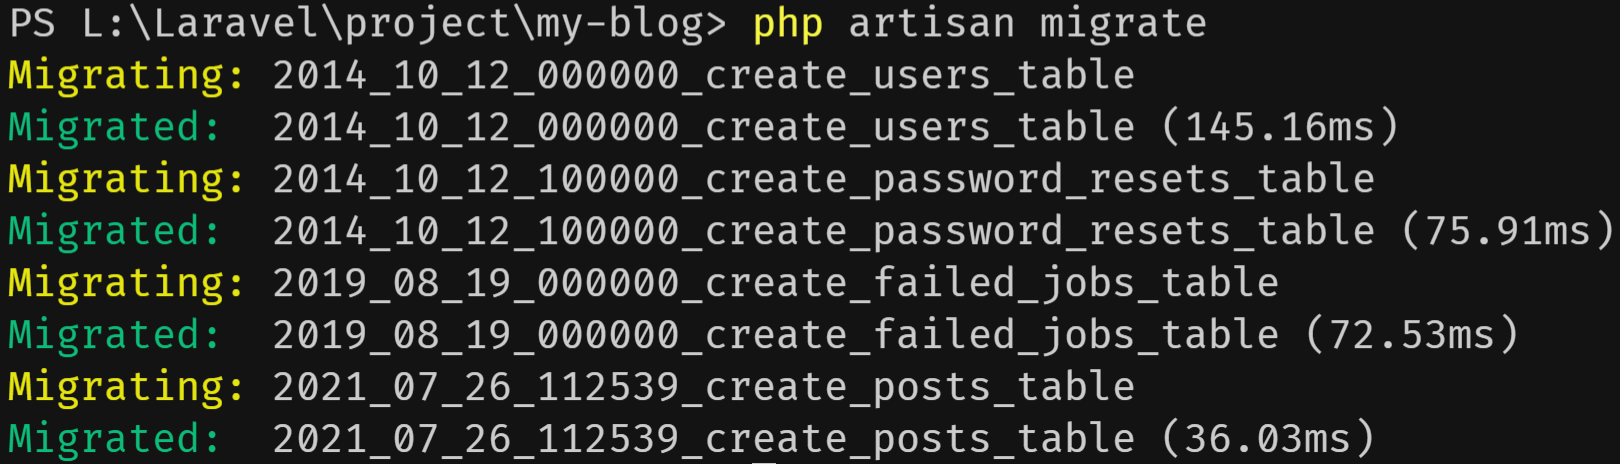 PS L:\Laravel\project\my-blog> php artisan migrate
Migrating: 2014_10_12_000000_create_users_table
Migrated:  2014_10_12_000000_create_users_table (145.16ms)
Migrating: 2014_10_12_100000_create_password_resets_table
Migrated:  2014_10_12_100000_create_password_resets_table (75.91ms)
Migrating: 2019_08_19_000000_create_failed_jobs_table
Migrated:  2019_08_19_000000_create_failed_jobs_table (72.53ms)
Migrating: 2021_07_26_112539_create_posts_table
Migrated:  2021_07_26_112539_create_posts_table (36.03ms)